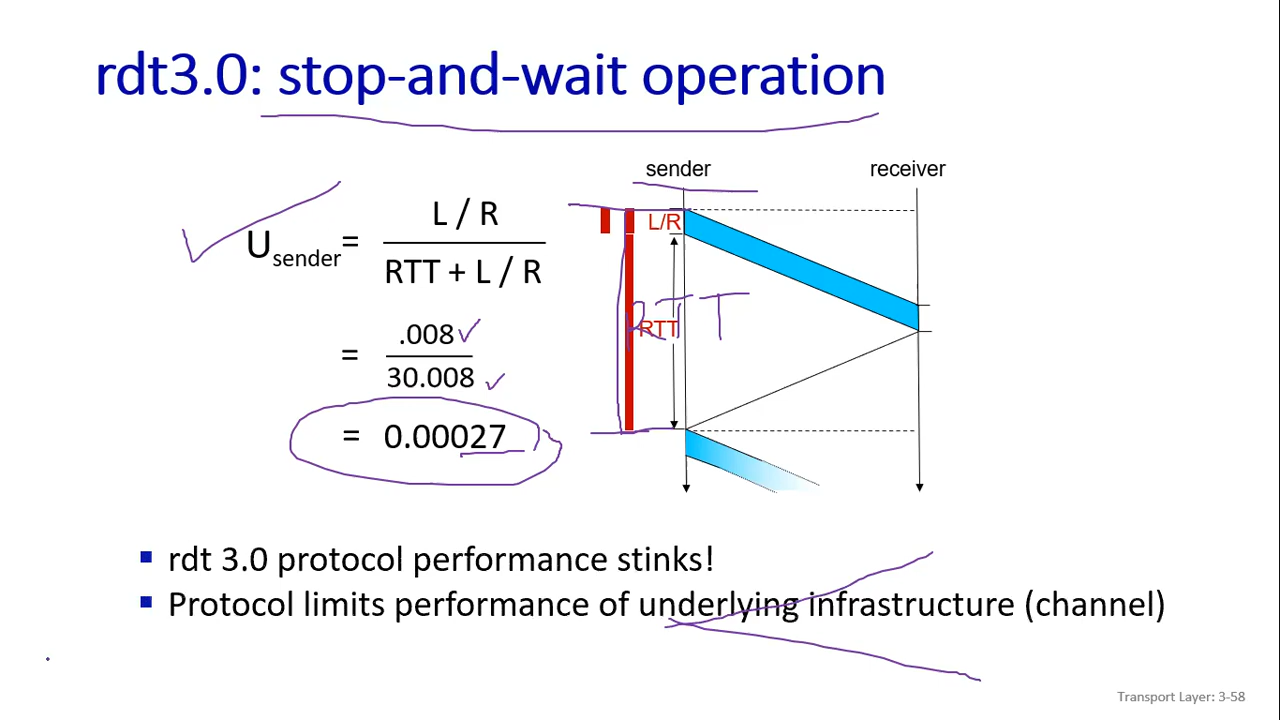 rdt3.0: stop-and-wait operation
sender
receiver
U sender = L / R
RTT + L / R
L/R
RTT
RTT
= .008
30.008
= 0.00027
▪ rdt 3.0 protocol performance stinks!
▪ Protocol limits performance of underlying infrastructure (channel)
Transport Layer: 3-58